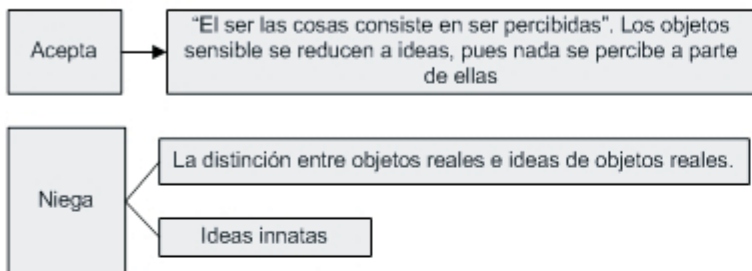 Acepta
"El ser las cosas consiste en ser percibidas". Los objetos
sensible se reducen a ideas, pues nada se percibe a parte
de ellas
Niega
La distinción entre objetos reales e ideas de objetos reales.
Ideas innatas